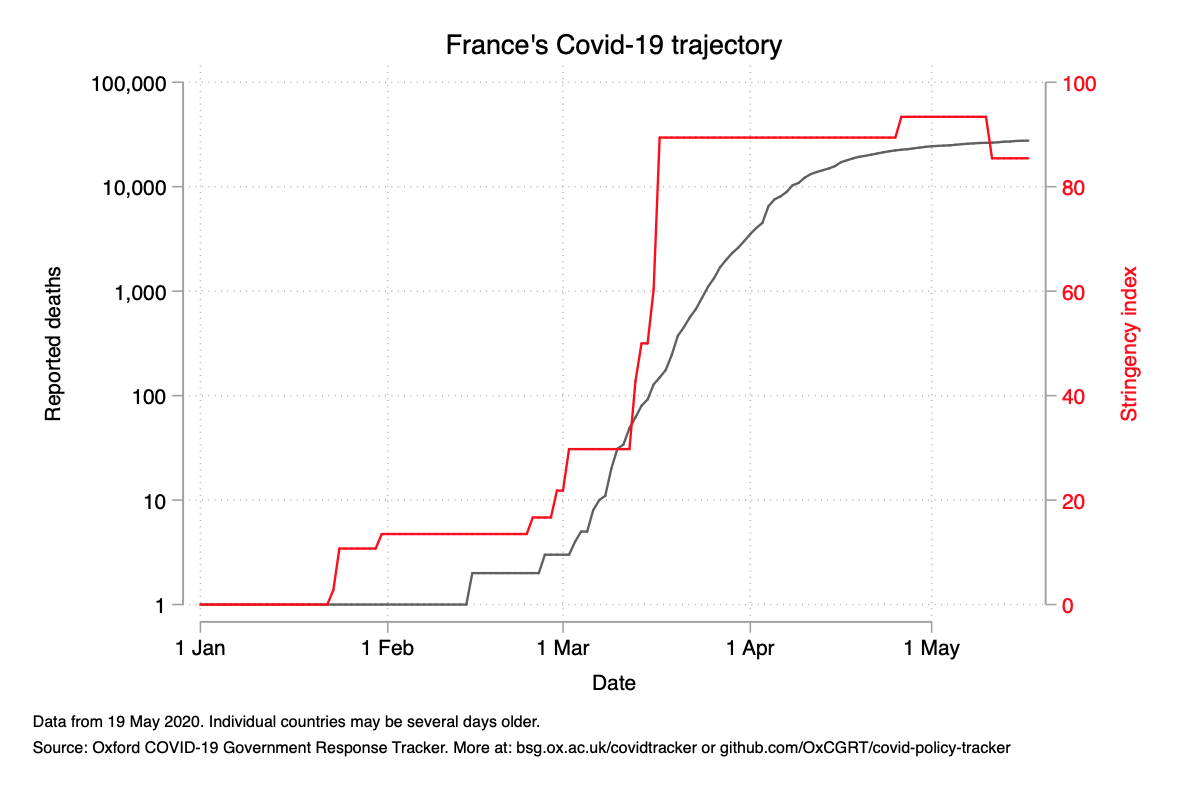 France's Covid-19 trajectory
100,000
10,000
1,000
100
10
1
Reported deaths
100
80
60
40
20
0
Stringency index
1 Jan
1 Feb
1 Mar
1 Apr
1 May
Date
Data from 19 May 2020. Individual countries may be several days older.
Source: Oxford COVID-19 Government Response Tracker. More at: bsg.ox.ac.uk/covidtracker or github.com/OxCGRT/covid-policy-tracker